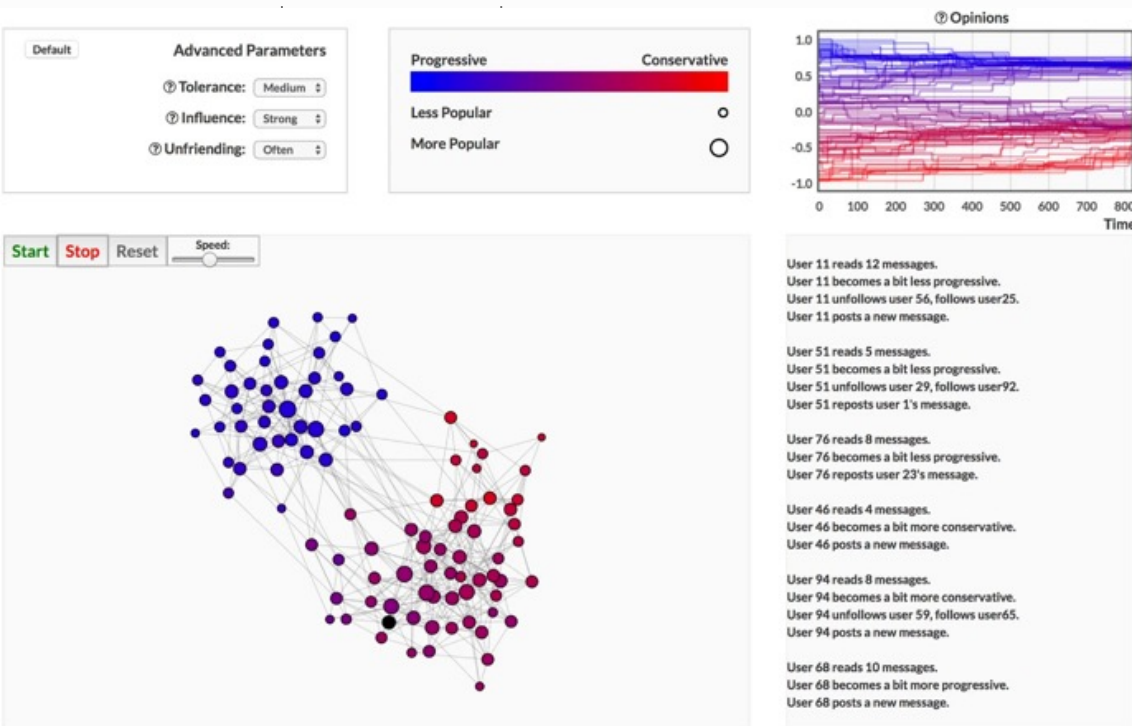 Default
Advanced Parameters
? Tolerance: Medium
? Influence: Strong
? Unfriending: Often
Progressive Conservative
Less Popular
More Popular
? Opinions
1.0
0.5
0.0
-0.5
-1.0
0 100 200 300 400 500 600 700 800
Time
Start Stop Reset Speed:
User 11 reads 12 messages.
User 11 becomes a bit less progressive.
User 11 unfollows user 56, follows user25.
User 11 posts a new message.
User 51 reads 5 messages.
User 51 becomes a bit less progressive.
User 51 unfollows user 29, follows user92.
User 51 reposts user 1's message.
User 76 reads 8 messages.
User 76 becomes a bit less progressive.
User 76 reposts user 23's message.
User 46 reads 4 messages.
User 46 becomes a bit more conservative.
User 46 posts a new message.
User 94 reads 8 messages.
User 94 becomes a bit more conservative.
User 94 unfollows user 59, follows user65.
User 94 posts a new message.
User 68 reads 10 messages.
User 68 becomes a bit more progressive.
User 68 posts a new message.